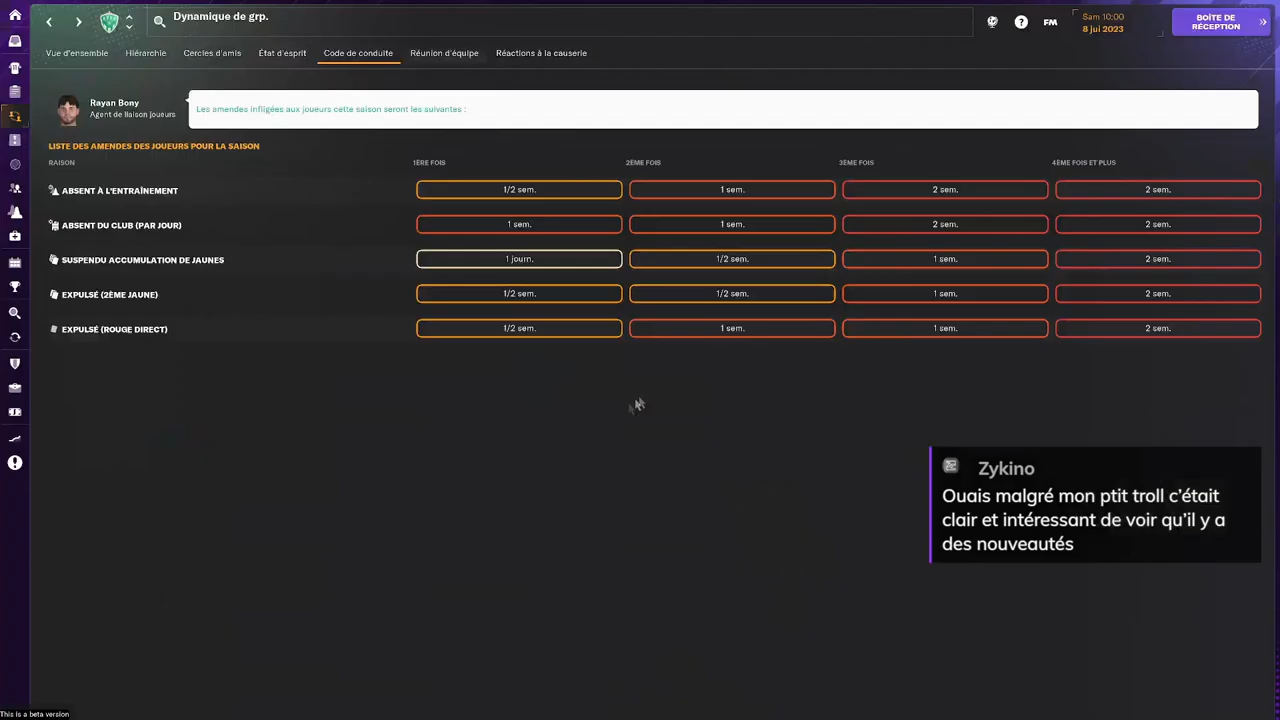 Dynamique de grp.
Sam 10:00
8 jui 2023
BOÎTE DE
RÉCEPTION
FM
Vue d'ensemble
Hiérarchie
Cercles d'amis
État d'esprit
Code de conduite
Réunion d'équipe
Réactions à la causerie
Rayan Bony
Agent de liaison joueurs
Les amendes infligées aux joueurs cette saison seront les suivantes :
LISTE DES AMENDES DES JOUEURS POUR LA SAISON
RAISON 1ÈRE FOIS 2ÈME FOIS 3ÈME FOIS 4ÈME FOIS ET PLUS
ABSENT À L'ENTRAÎNEMENT 1/2 sem. 1 sem. 2 sem. 2 sem.
ABSENT DU CLUB (PAR JOUR) 1 sem. 1 sem. 2 sem. 2 sem.
SUSPENDU ACCUMULATION DE JAUNES 1 journ. 1/2 sem. 1 sem. 2 sem.
EXPULSÉ (2ÈME JAUNE) 1/2 sem. 1/2 sem. 1 sem. 2 sem.
EXPULSÉ (ROUGE DIRECT) 1/2 sem. 1 sem. 1 sem. 2 sem.
Zykino
Ouais malgré mon ptit troll c'était
clair et intéressant de voir qu'il y a
des nouveautés
This is a beta version